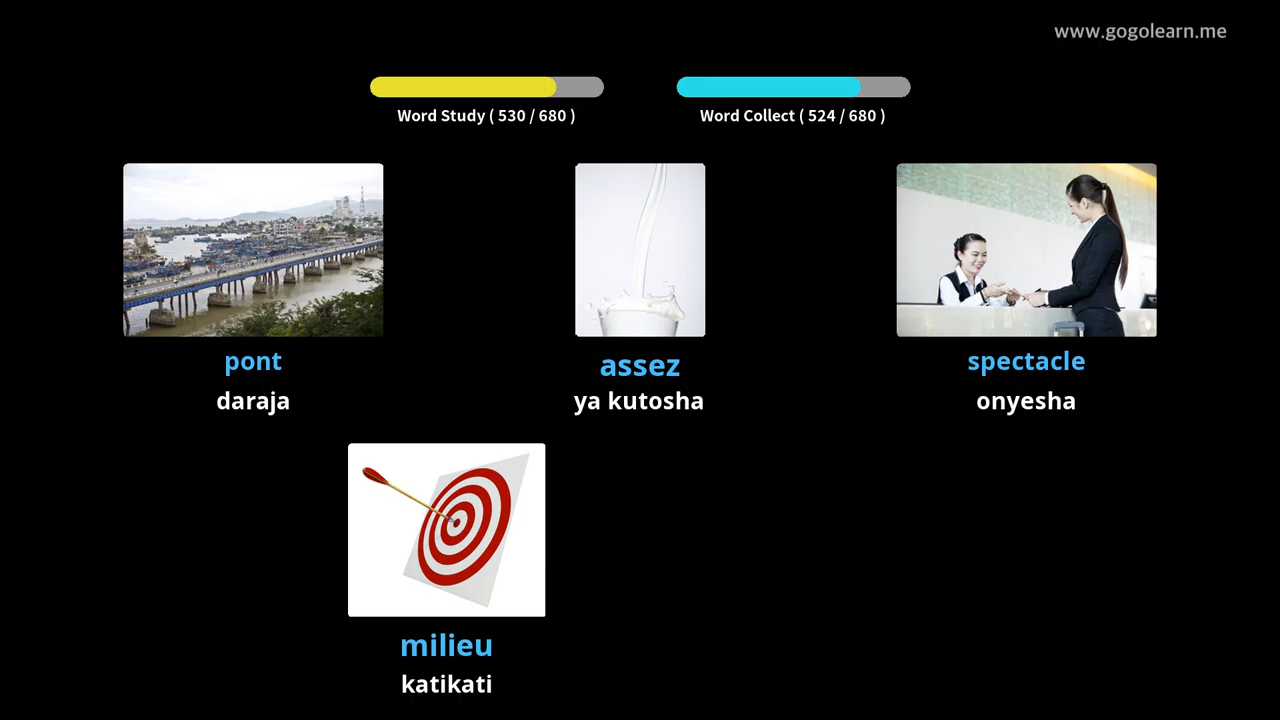 www.gogolearn.me
Word Study ( 530 / 680 )
Word Collect ( 524 / 680 )
pont
daraja
assez
ya kutosha
spectacle
onyesha
milieu
katikati